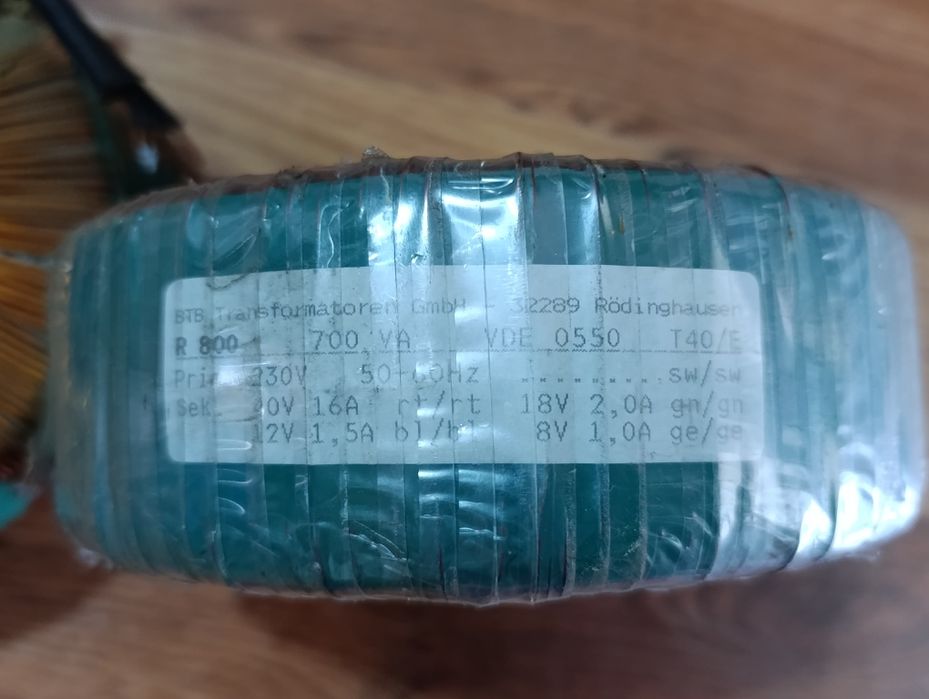 BTB Transformatoren GmbH - 32289 Rödinghausen
R 800 700 VA VDE 0550 T40/E
Pri. 230V 50-60Hz ..........sw/sw
Sek. 40V 16A rt/rt 18V 2,0A gn/gn
12V 1,5A bl/bl 8V 1,0A ge/ge